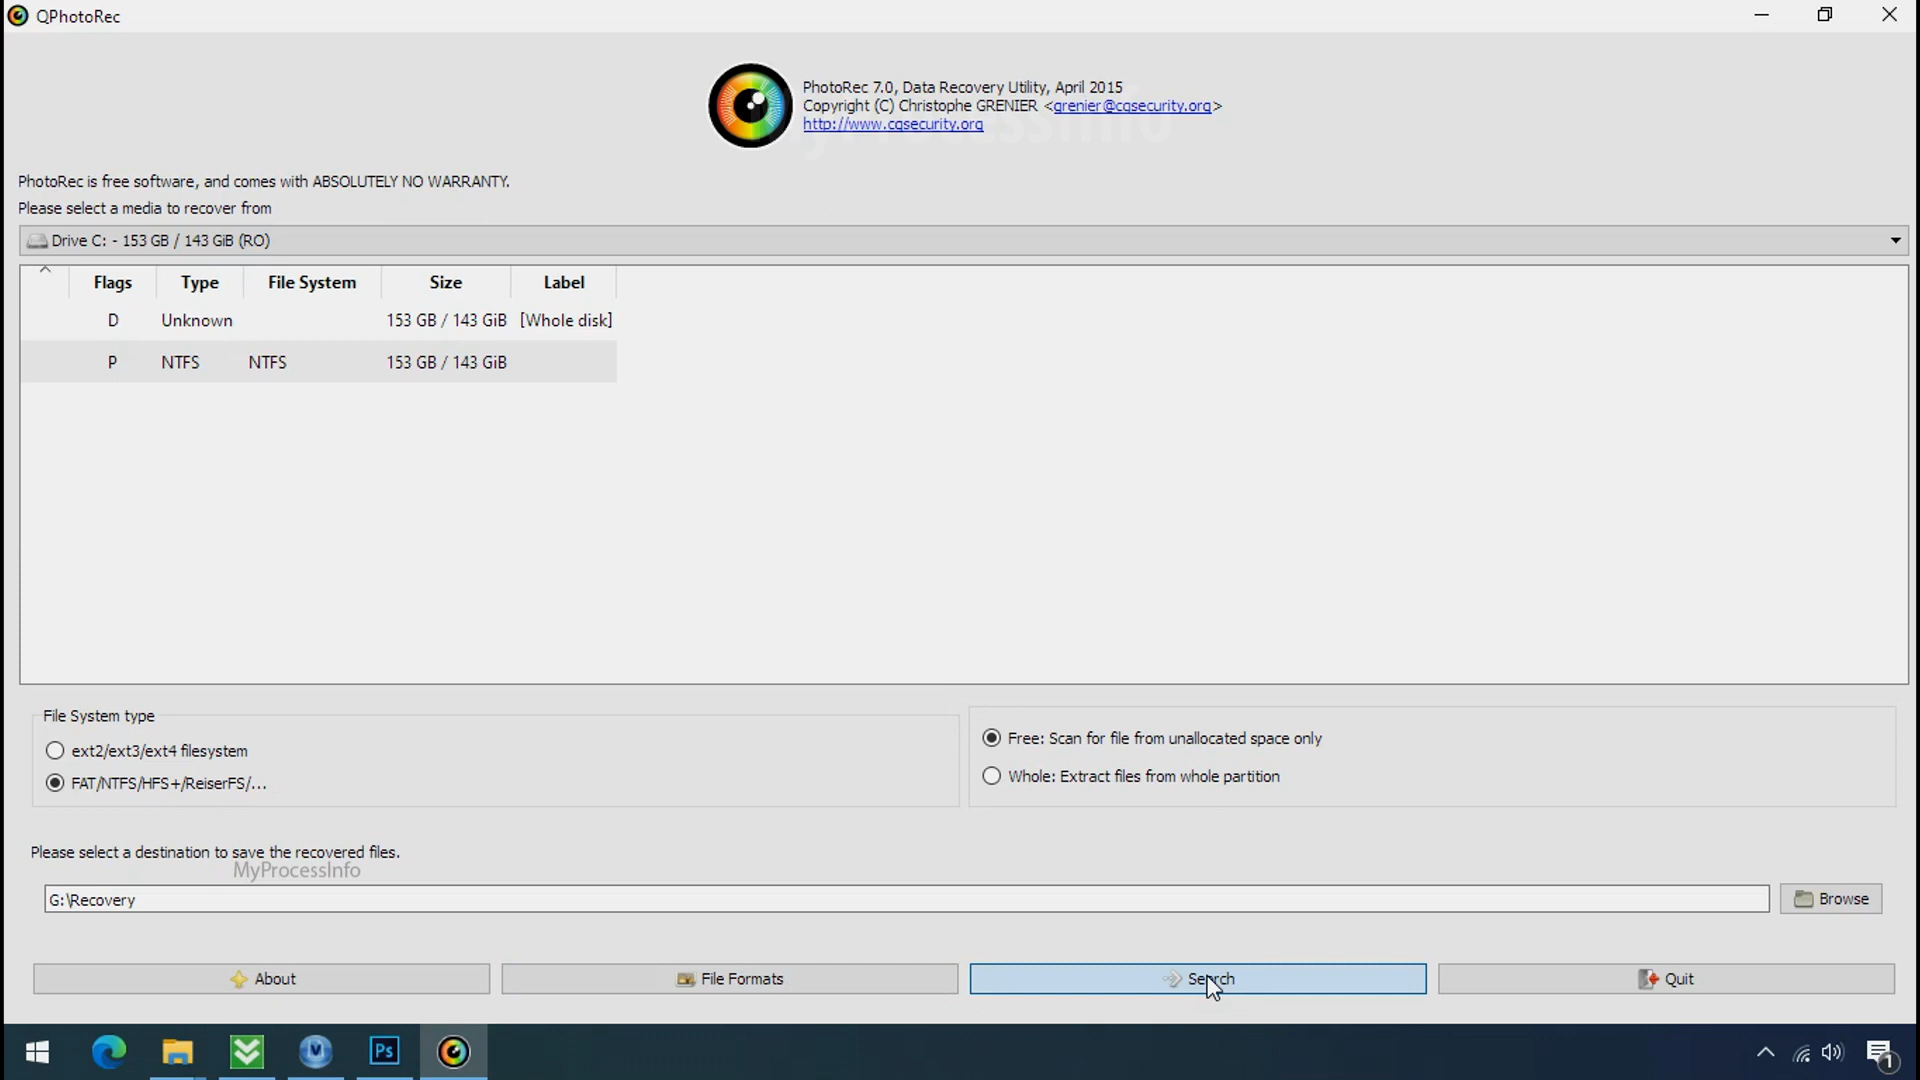 QPhotoRec
PhotoRec 7.0, Data Recovery Utility, April 2015
Copyright (C) Christophe GRENIER <grenier@cgsecurity.org>
http://www.cgsecurity.org
PhotoRec is free software, and comes with ABSOLUTELY NO WARRANTY.
Please select a media to recover from
Drive C: - 153 GB / 143 GiB (RO)
Flags Type File System Size Label
D Unknown 153 GB / 143 GiB [Whole disk]
P NTFS NTFS 153 GB / 143 GiB
File System type
ext2/ext3/ext4 filesystem
FAT/NTFS/HFS+/ReiserFS/...
Free: Scan for file from unallocated space only
Whole: Extract files from whole partition
Please select a destination to save the recovered files.
MyProcessInfo
G:\Recovery
Browse
About File Formats Search Quit
Ps
1